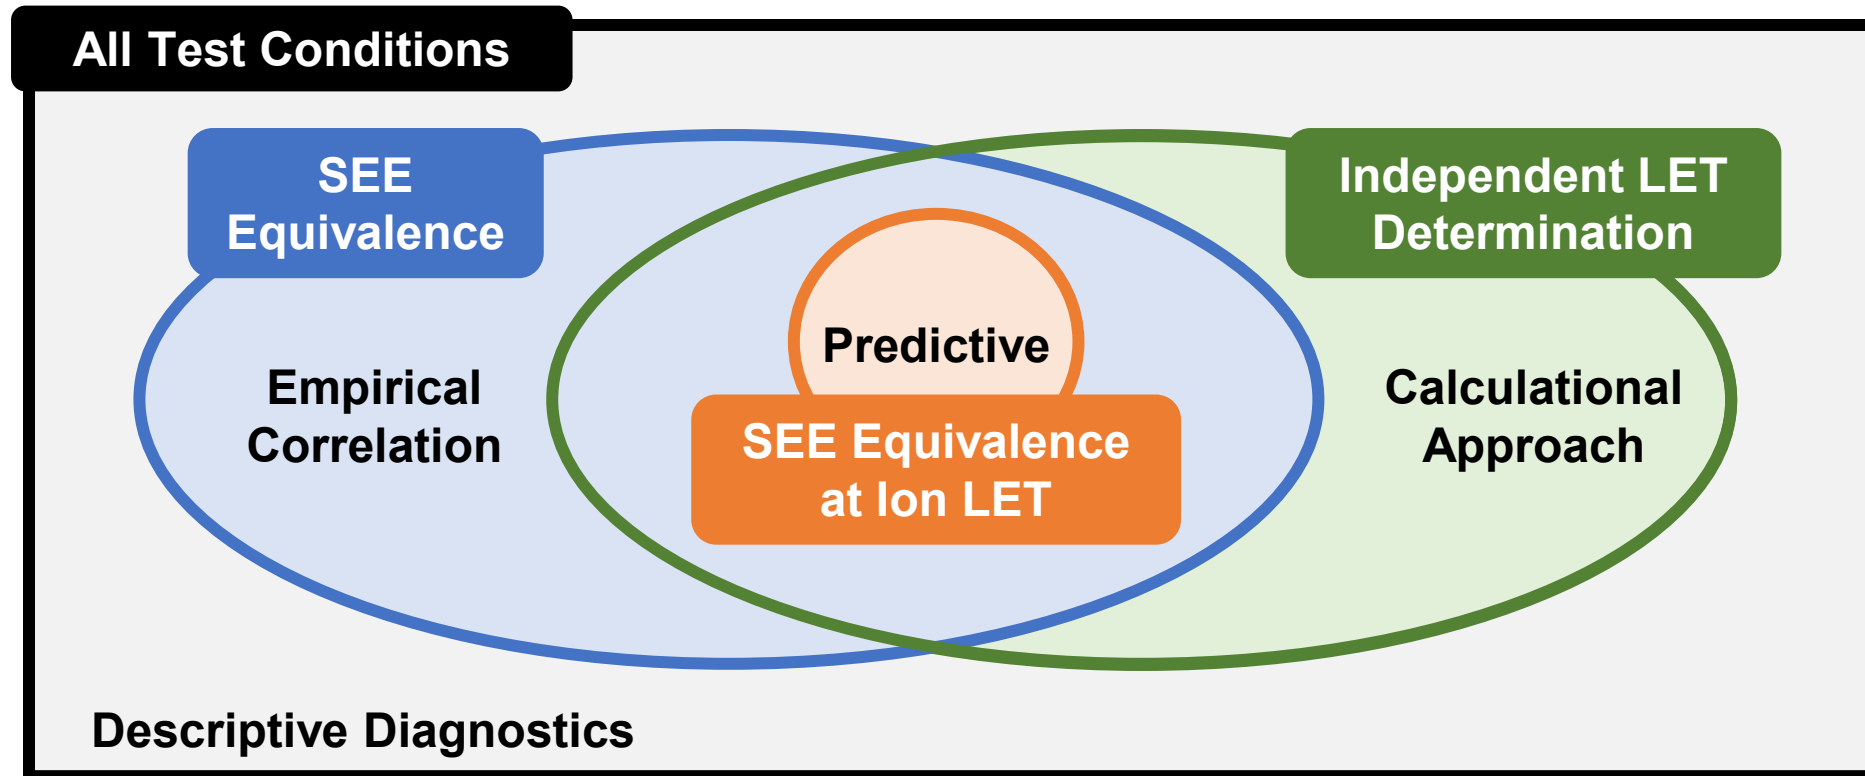 All Test Conditions
SEE
Equivalence
Independent LET
Determination
Predictive
Empirical
Correlation
Calculational
Approach
SEE Equivalence
at Ion LET
Descriptive Diagnostics